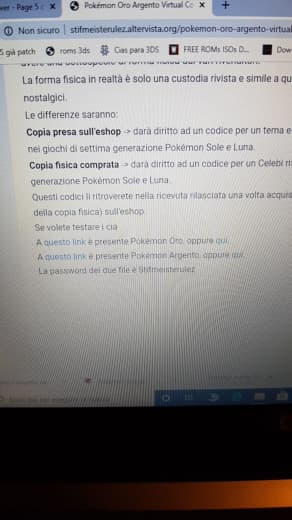 ver - Page 5 c
Pokémon Oro Argento Virtual Co
Non sicuro | stifmeisterulez.altervista.org/pokemon-oro-argento-virtual
5 già patch roms 3ds Cias para 3DS FREE ROMs ISOs D... Dow
La forma fisica in realtà è solo una custodia rivista e simile a qu
nostalgici.
Le differenze saranno:
Copia presa sull'eshop -> darà diritto ad un codice per un tema e
nei giochi di settima generazione Pokémon Sole e Luna.
Copia fisica comprata -> darà diritto ad un codice per un Celebi ri
generazione Pokémon Sole e Luna.
Questi codici li ritroverete nella ricevuta rilasciata una volta acquis
della copia fisica) sull'eshop.
Se volete testare i cia
A questo link è presente Pokémon Oro, oppure qui.
A questo link è presente Pokémon Argento, oppure qui.
La password dei due file è Stifmeisterulez